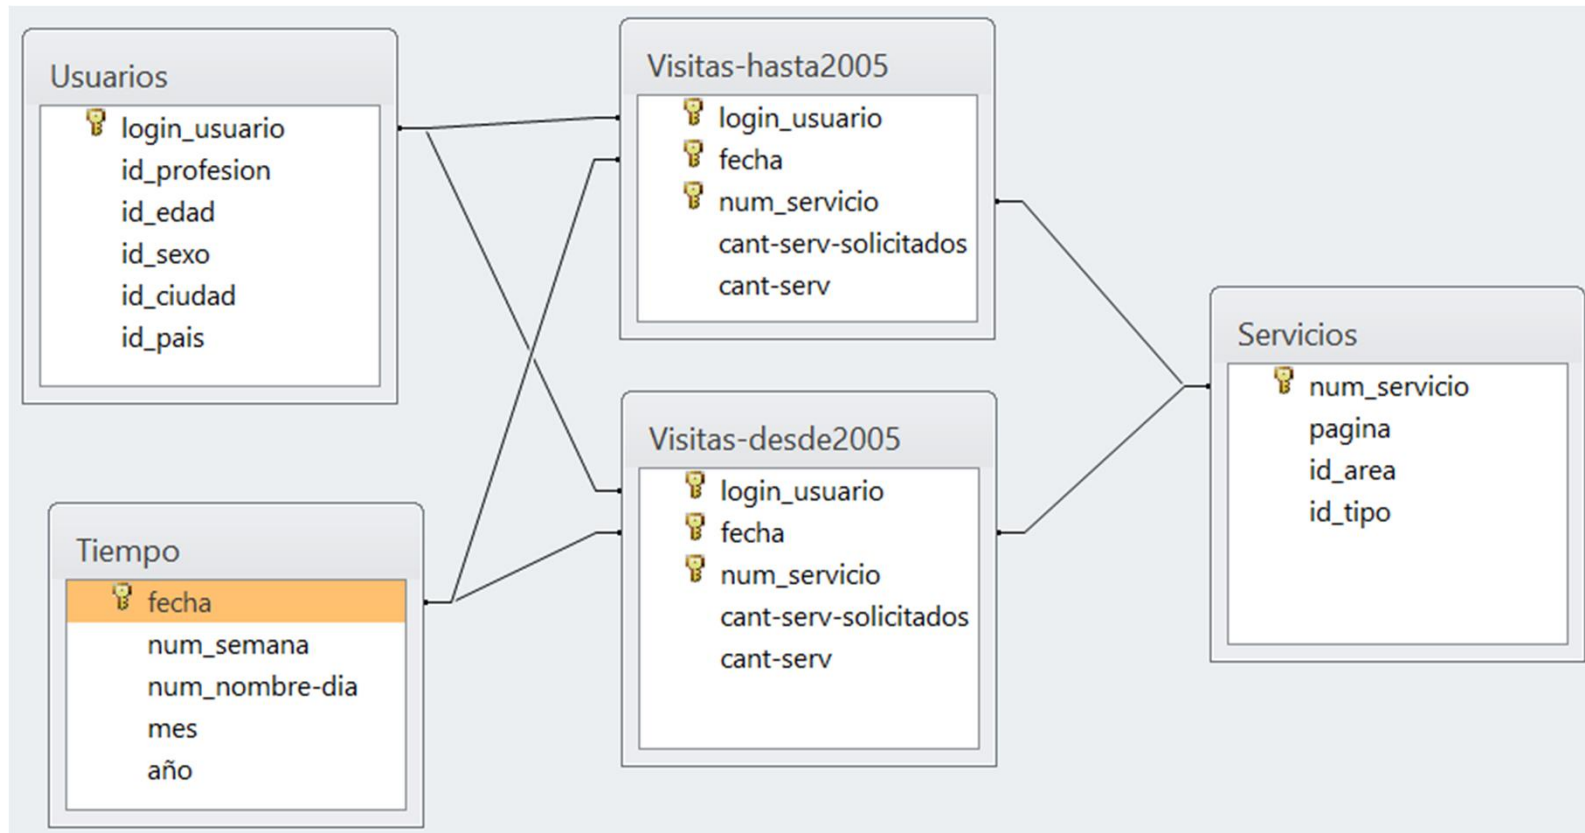 Usuarios
login_usuario
id_profesion
id_edad
id_sexo
id_ciudad
id_pais
Tiempo
fecha
num_semana
num_nombre-dia
mes
año
Visitas-hasta2005
login_usuario
fecha
num_servicio
cant-serv-solicitados
cant-serv
Visitas-desde2005
login_usuario
fecha
num_servicio
cant-serv-solicitados
cant-serv
Servicios
num_servicio
pagina
id_area
id_tipo